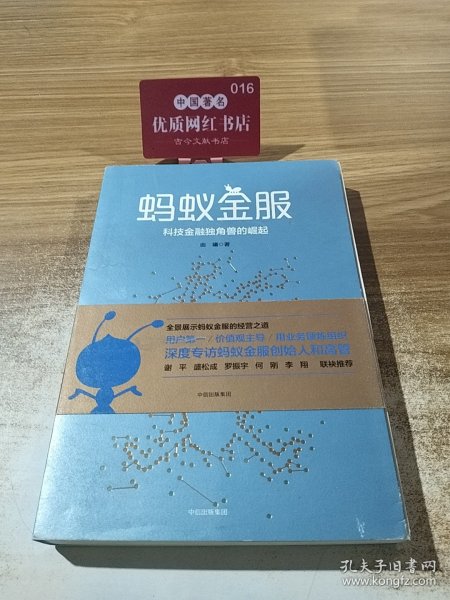 016
中国著名
优质网红书店
古今文献书店
蚂蚁金服
科技金融独角兽的崛起
由曦◎著
全景展示蚂蚁金服的经营之道
用户第一/价值观主导/用业务锤炼组织
深度专访蚂蚁金服创始人和高管
谢平 盛松成 罗振宇 何刚 李翔 联袂推荐
中信出版集团
中信出版集团
孔夫子旧书网
www.kongfz.com